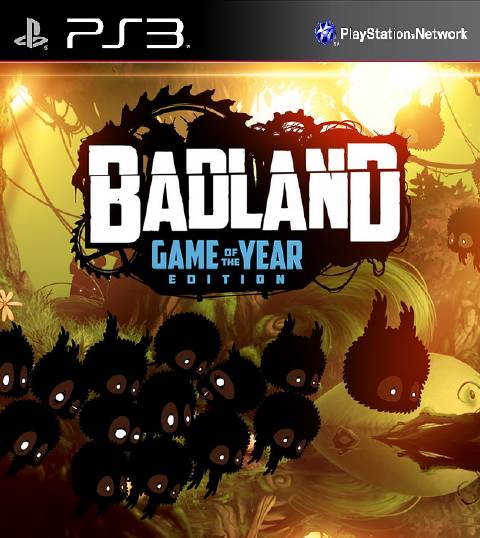 PS3
PlayStation®Network
BADLAND
GAME OF THE YEAR
EDITION